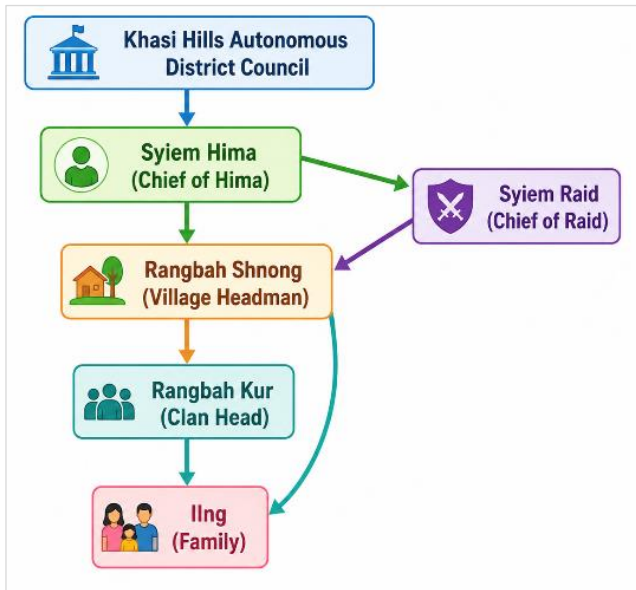 Khasi Hills Autonomous
District Council
Syiem Hima
(Chief of Hima)
Syiem Raid
(Chief of Raid)
Rangbah Shnong
(Village Headman)
Rangbah Kur
(Clan Head)
IIng
(Family)